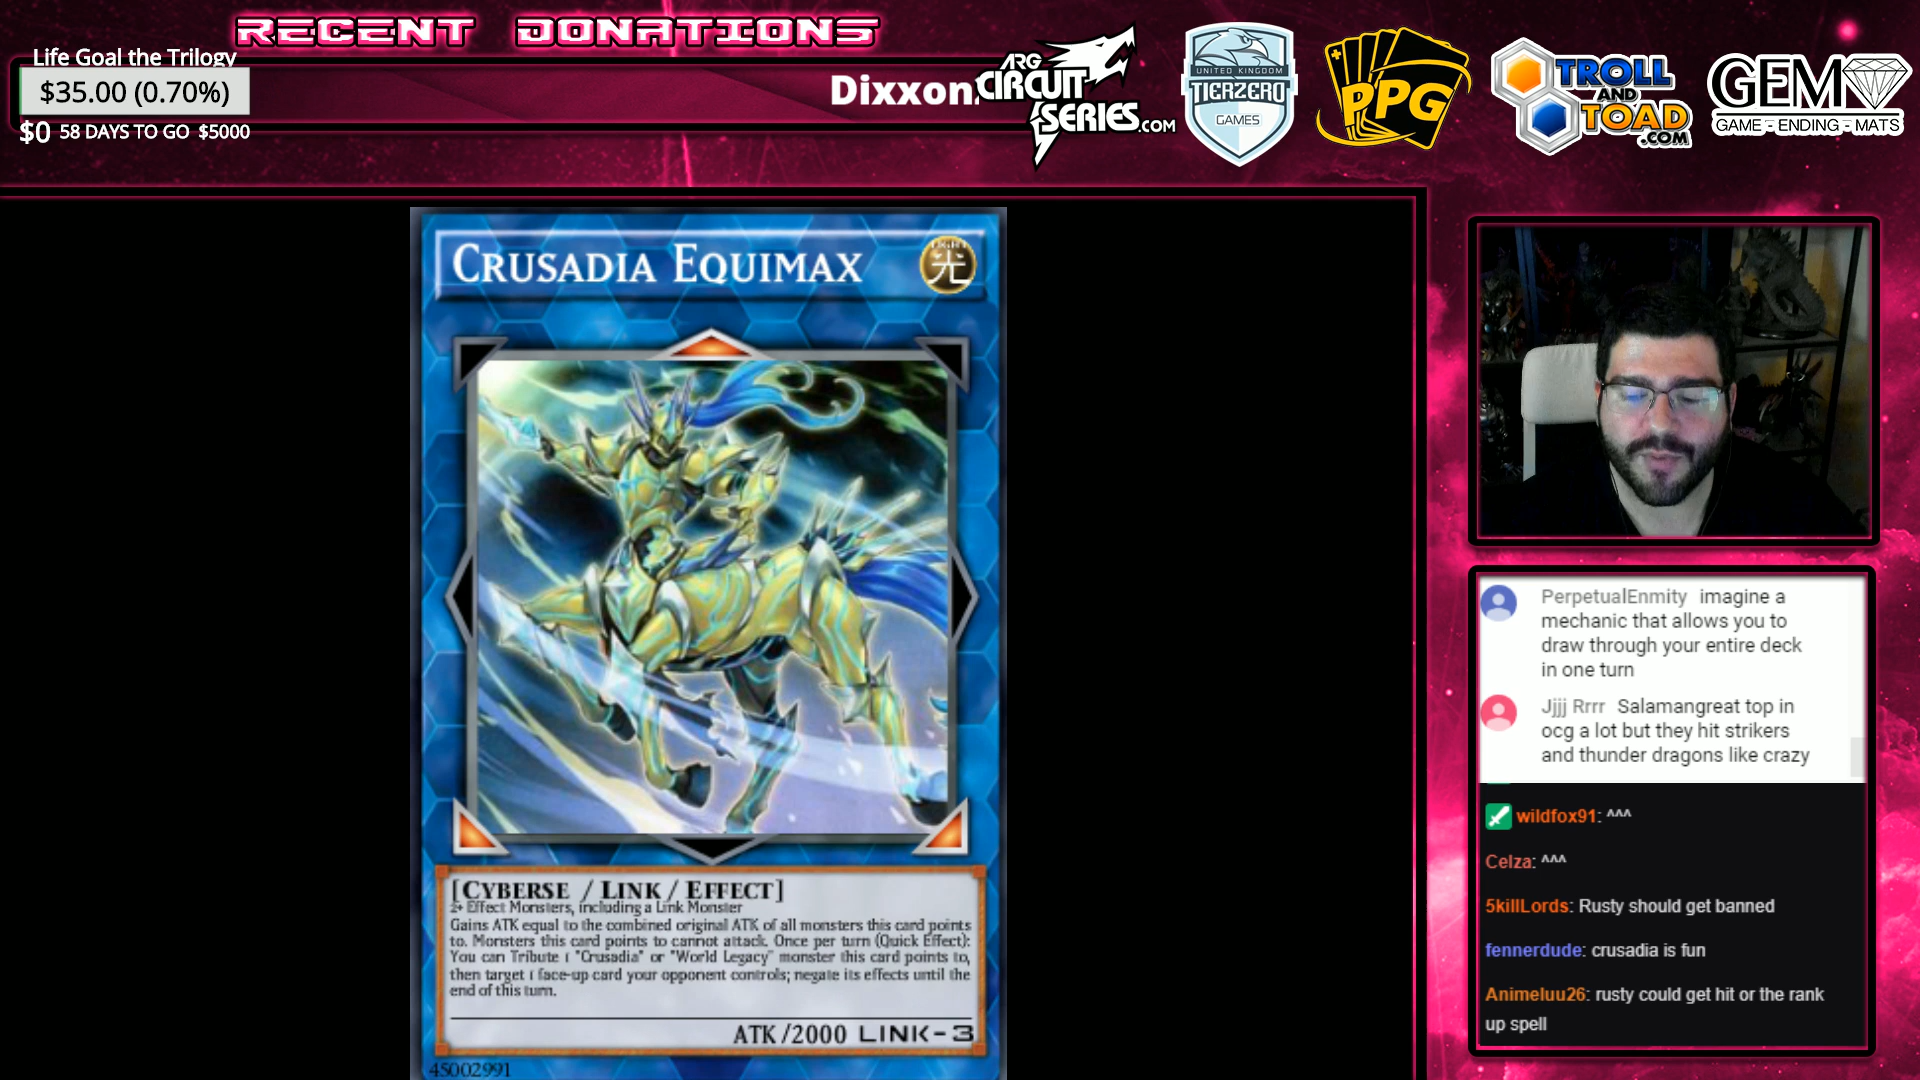 RECENT DONATIONS
Life Goal the Trilogy
$35.00 (0.70%)
$0 58 DAYS TO GO $5000
Dixxon
ARG
CIRCUIT
SERIES.COM
UNITED KINGDOM
TIERZERO
GAMES
PPG
TROLL
AND
TOAD
.COM
GEM
GAME - ENDING - MATS
CRUSADIA EQUIMAX
LIGHT
光
[CYBERSE / LINK / EFFECT]
2+ Effect Monsters, including a Link Monster
Gains ATK equal to the combined original ATK of all monsters this card points
to. Monsters this card points to cannot attack. Once per turn (Quick Effect):
You can Tribute 1 "Crusadia" or "World Legacy" monster this card points to,
then target 1 face-up card your opponent controls; negate its effects until the
end of this turn.
ATK/2000 LINK-3
45002991
PerpetualEnmity imagine a
mechanic that allows you to
draw through your entire deck
in one turn
Jjjj Rrrr Salamangreat top in
ocg a lot but they hit strikers
and thunder dragons like crazy
wildfox91: ^^^
Celza: ^^^
5killLords: Rusty should get banned
fennerdude: crusadia is fun
Animeluu26: rusty could get hit or the rank
up spell